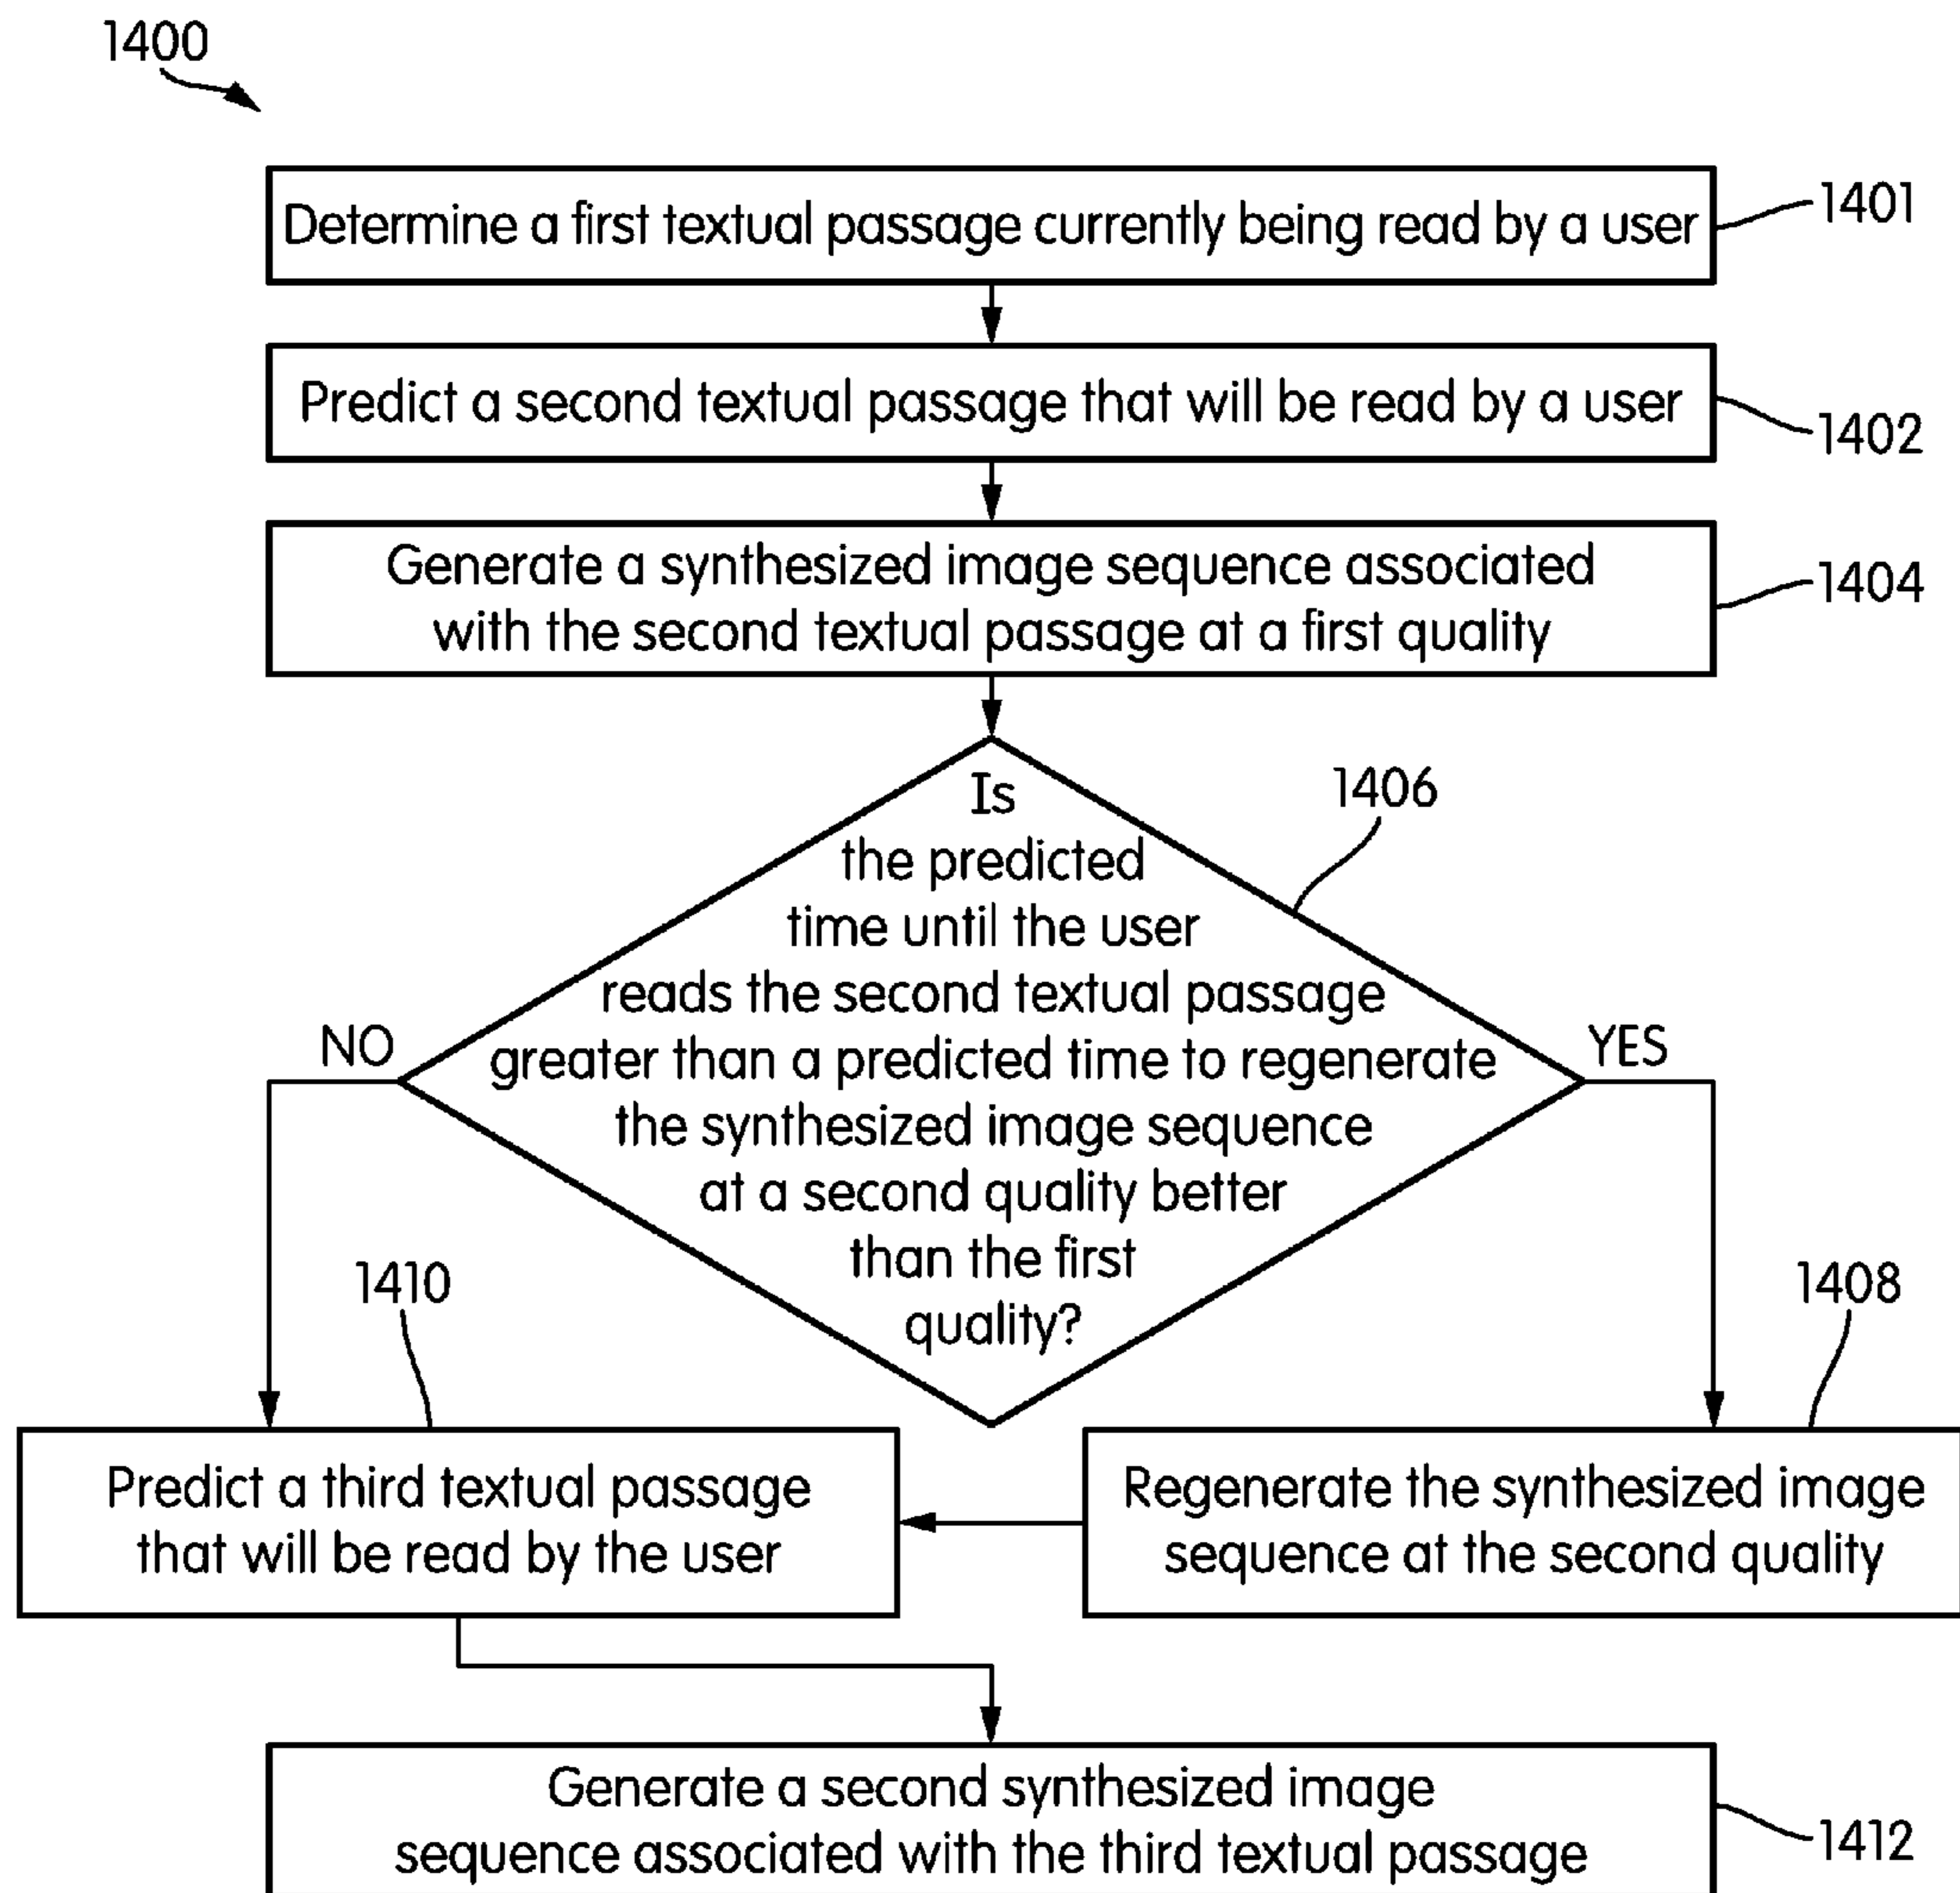 1400
Determine a first textual passage currently being read by a user
1401
Predict a second textual passage that will be read by a user
1402
Generate a synthesized image sequence associated
with the second textual passage at a first quality
1404
Is
the predicted
time until the user
reads the second textual passage
greater than a predicted time to regenerate
the synthesized image sequence
at a second quality better
than the first
quality?
1406
NO
YES
1410
1408
Predict a third textual passage
that will be read by the user
Regenerate the synthesized image
sequence at the second quality
Generate a second synthesized image
sequence associated with the third textual passage
1412